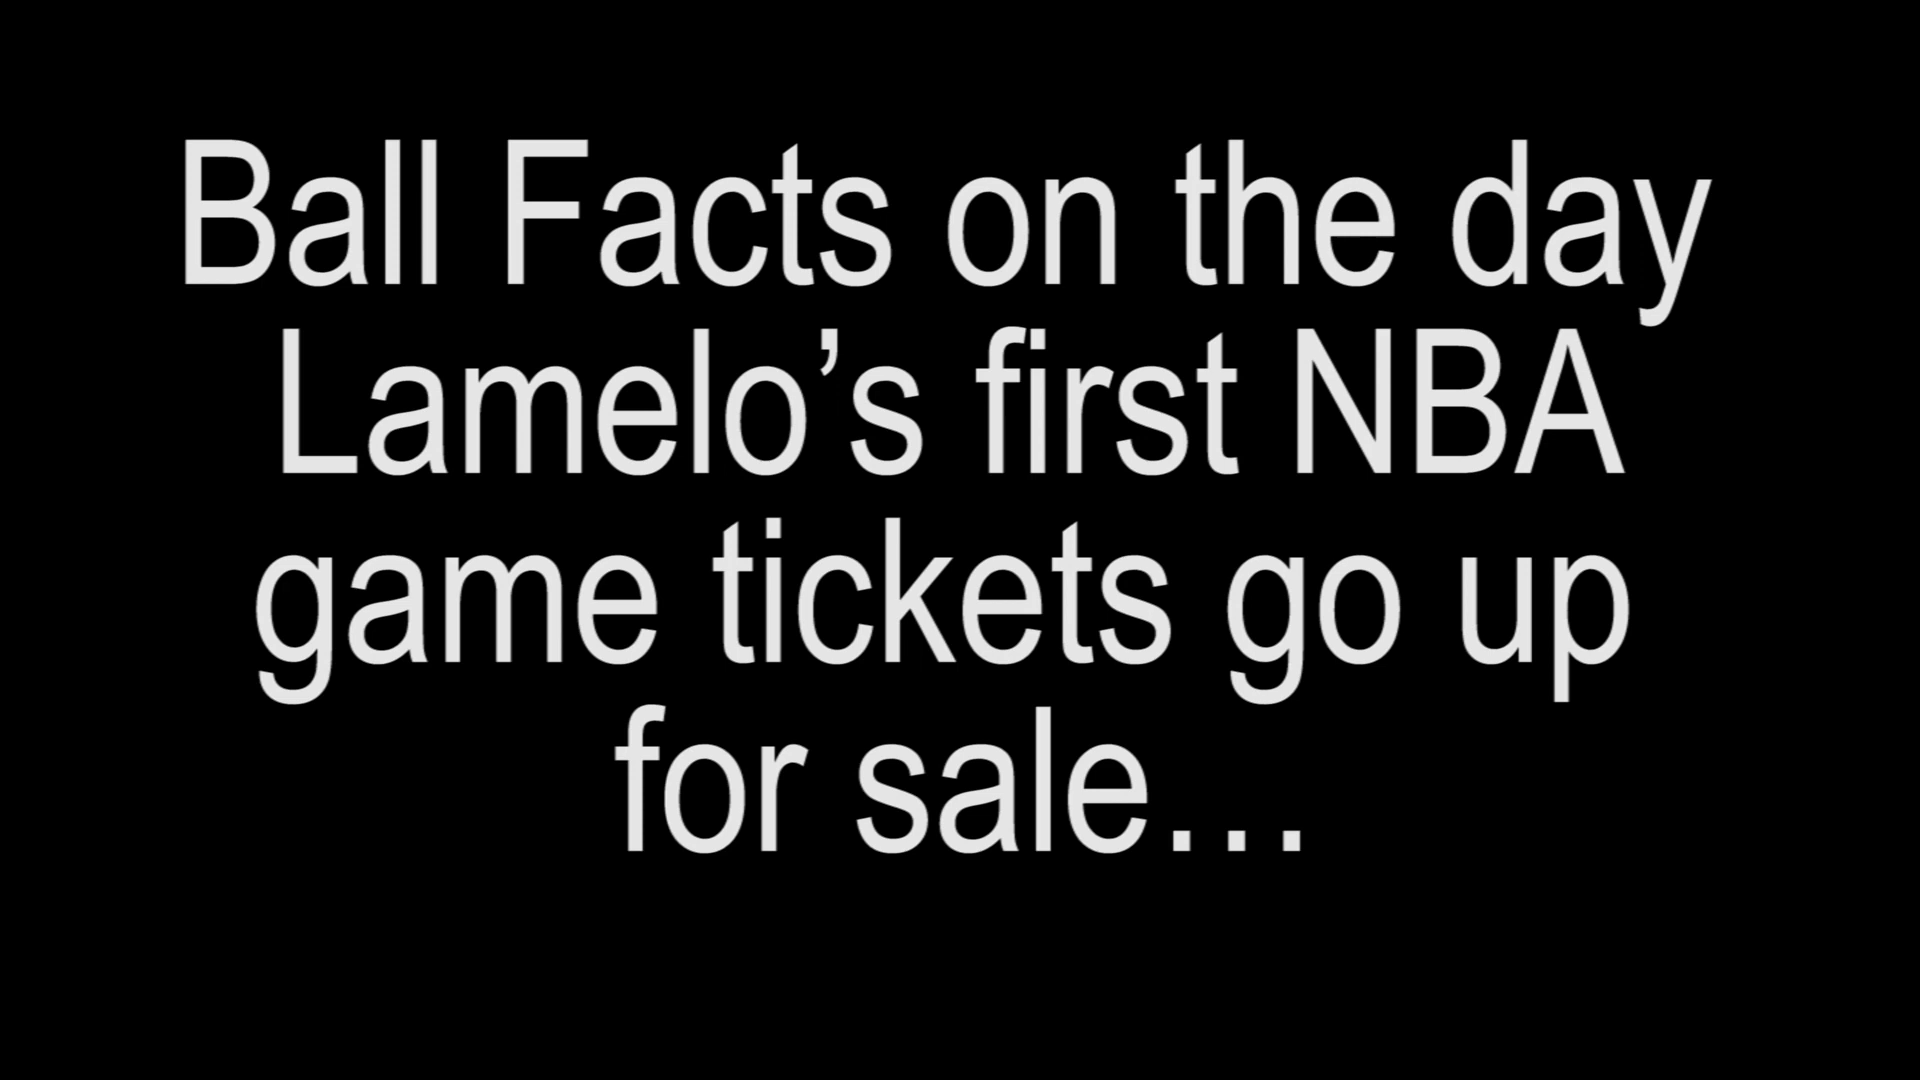 Ball Facts on the day
Lamelo’s first NBA
game tickets go up
for sale...